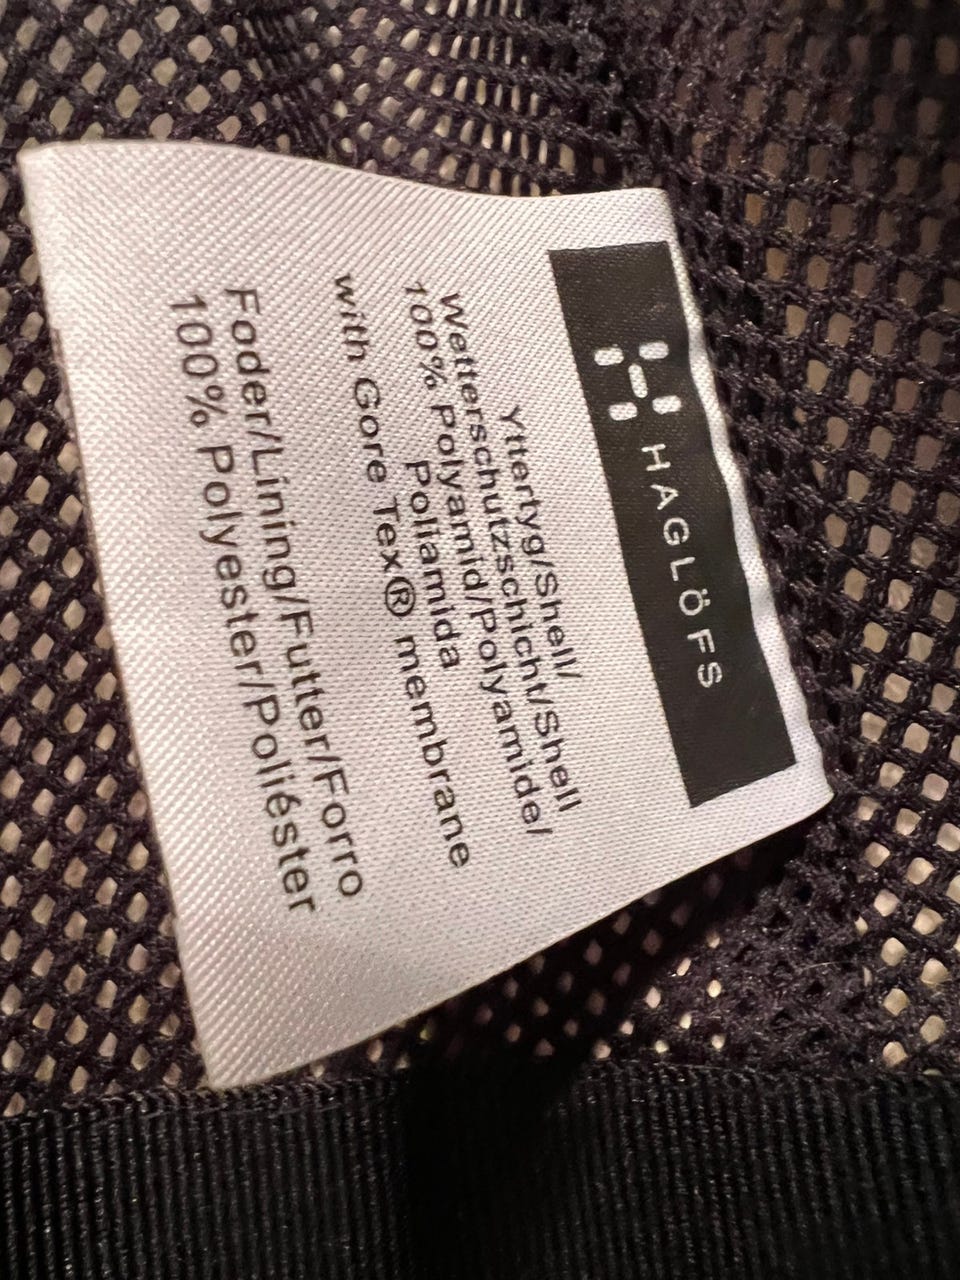 HAGLÖFS
Yttertyg/Shell/
Wetterschutzschicht/Shell
100% Polyamid/Polyamide/
Poliamida
with Gore Tex® membrane
Foder/Lining/Futter/Forro
100% Polyester/Poliéster